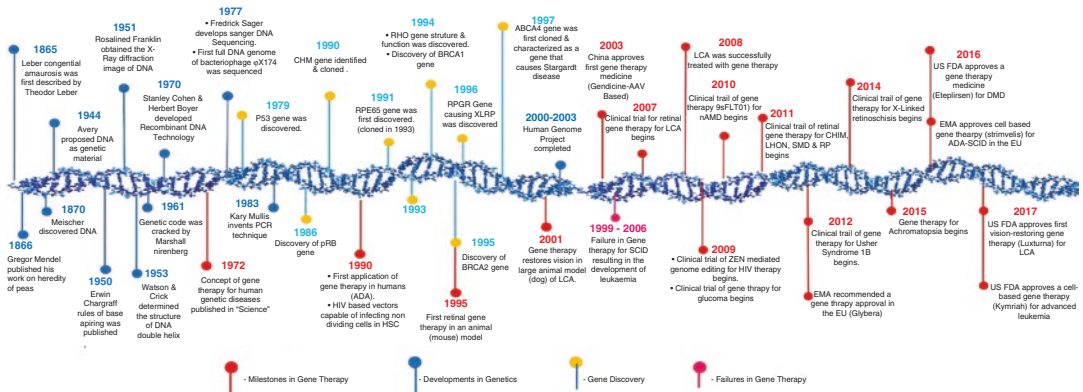 1865
Leber congential
amaurosis was
first described by
Theodor Leber
1944
Avery
proposed DNA
as genetic
material
1951
Rosalined Franklin
obtained the X-
Ray diffraction
image of DNA
1970
Stanley Cohen &
Herbert Boyer
developed
Recombinant DNA
Technology
1977
• Fredrick Sager
develops sanger DNA
Sequencing.
• First full DNA genome
of bacteriophage φX174
was sequenced
1979
P53 gene was
discovered.
1990
CHM gene identified
& cloned .
1991
RPE65 gene was
first discovered.
(cloned in 1993)
1994
• RHO gene struture &
function was discovered.
• Discovery of BRCA1
gene
1996
RPGR Gene
causing XLRP
was discovered
1997
ABCA4 gene was
first cloned &
characterized as a
gene that
causes Stargardt
disease
2000-2003
Human Genome
Project
completed
2003
China approves
first gene therapy
medicine
(Gendicine-AAV
Based)
2007
Clinical trial for retinal
gene therapy for LCA begins
2008
LCA was successfully
treated with gene therapy
2010
Clinical trail of gene
therapy 9sFLT01) for
nAMD begins
2011
Clinical trail of retinal
gene therapy for CHIM,
LHON, SMD & RP
begins
2014
Clinical trail of gene
therapy for X-Linked
retinoschisis begins
2016
US FDA approves a
gene therapy
medicine
(Eteplirsen) for DMD
EMA approves cell based
gene thearpy (strimvelis) for
ADA-SCID in the EU
1866
Gregor Mendel
published his
work on heredity
of peas
1870
Meischer
discovered DNA
1950
Erwin
Chargraff
rules of base
apiring was
published
1953
Watson &
Crick
determined
the structure
of DNA
double helix
1961
Genetic code was
cracked by
Marshall
nirenberg
1972
Concept of gene
therapy for human
genetic diseases
published in “Science”
1983
Kary Mullis
invents PCR
technique
1986
Discovery of pRB
gene
1990
• First application of
gene therapy in humans
(ADA).
• HIV based vectors
capable of infecting non
dividing cells in HSC
1993
1995
Discovery of
BRCA2 gene
1995
First retinal gene
therapy in an animal
(mouse) model
2001
Gene therapy
restores vision in
large animal model
(dog) of LCA.
1999 - 2006
Failure in Gene
Therapy for SCID
resulting in the
development of
leukaemia
2009
• Clinical trial of ZEN mediated
genome editing for HIV therapy
begins.
• Clinical trial of gene thrapy for
glucoma begins
2012
Clinical trail of gene
therapy for Usher
Syndrome 1B
begins.
EMA recommended a
gene thrapy approval in
the EU (Glybera)
2015
Gene therapy for
Achromatopsia begins
2017
US FDA approves first
vision-restoring gene
therapy (Luxturna) for
LCA
US FDA approves a cell-
based gene therapy
(Kymriah) for advanced
leukemia
- Milestones in Gene Therapy
- Developments in Genetics
- Gene Discovery
- Failures in Gene Therapy